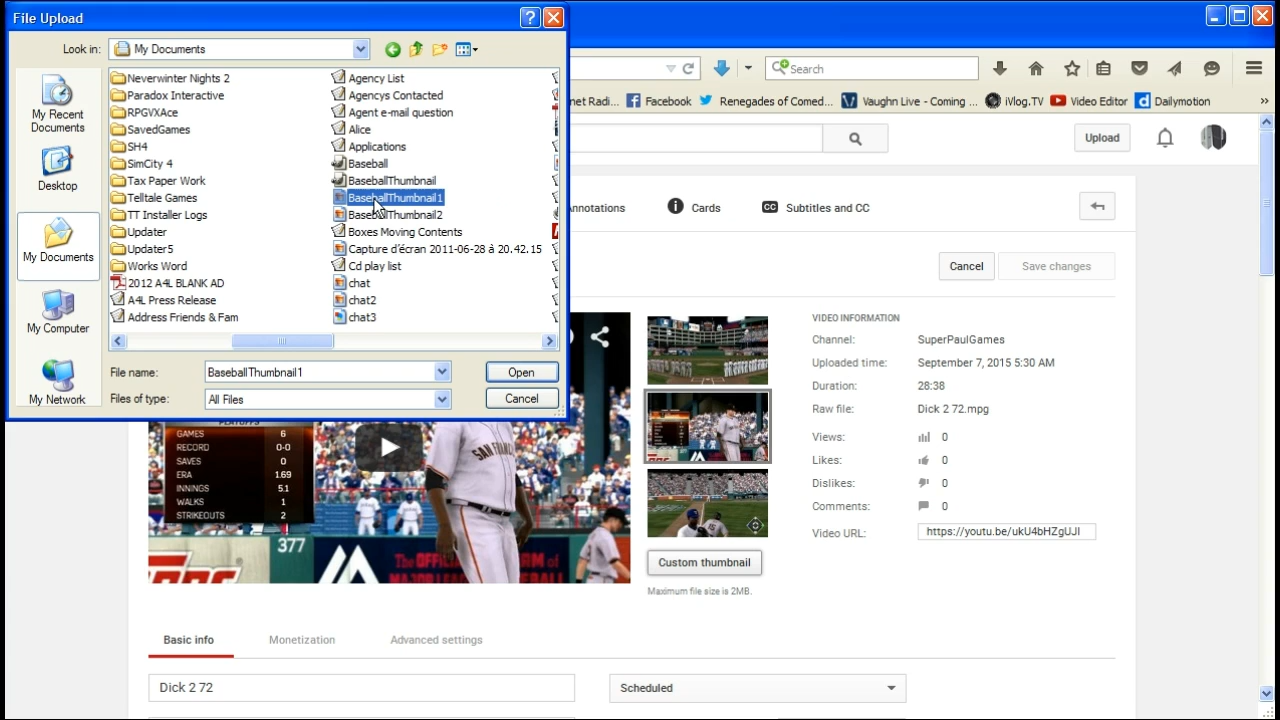 File Upload
Look in: My Documents
My Recent Documents
Desktop
My Documents
My Computer
My Network
Neverwinter Nights 2
Paradox Interactive
RPGVXAce
SavedGames
SH4
SimCity 4
Tax Paper Work
Telltale Games
TT Installer Logs
Updater
Updater5
Works Word
2012 A4L BLANK AD
A4L Press Release
Address Friends & Fam
Agency List
Agencys Contacted
Agent e-mail question
Alice
Applications
Baseball
BaseballThumbnail
BaseballThumbnail1
BaseballThumbnail2
Boxes Moving Contents
Capture d'écran 2011-06-28 à 20.42.15
Cd play list
chat
chat2
chat3
File name: BaseballThumbnail1 Open
Files of type: All Files Cancel
Search
net Radi... Facebook Renegades of Comed... Vaughn Live - Coming ... iVlog.TV Video Editor Dailymotion »
Upload
nnotations Cards CC Subtitles and CC
Cancel Save changes
GAMES 6
RECORD 0-0
SAVES 0
ERA 1.69
INNINGS 5.1
WALKS 1
STRIKEOUTS 2
SAN FRANC
377
Custom thumbnail
Maximum file size is 2MB.
VIDEO INFORMATION
Channel: SuperPaulGames
Uploaded time: September 7, 2015 5:30 AM
Duration: 28:38
Raw file: Dick 2 72.mpg
Views: 0
Likes: 0
Dislikes: 0
Comments: 0
Video URL: https://youtu.be/ukU4bHZgUJI
Basic info Monetization Advanced settings
Dick 2 72 Scheduled